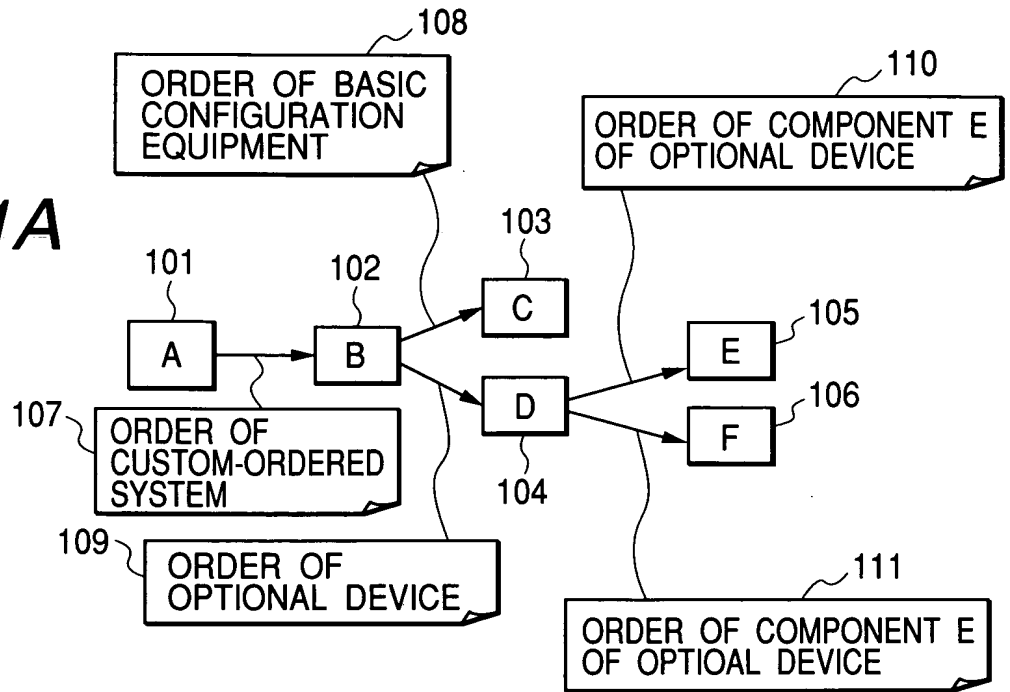 108
ORDER OF BASIC
CONFIGURATION
EQUIPMENT
110
ORDER OF COMPONENT E
OF OPTIONAL DEVICE
1A
101
102
103
A
B
C
D
104
E
105
F
106
107
ORDER OF
CUSTOM-ORDERED
SYSTEM
109
ORDER OF
OPTIONAL DEVICE
111
ORDER OF COMPONENT E
OF OPTIOAL DEVICE